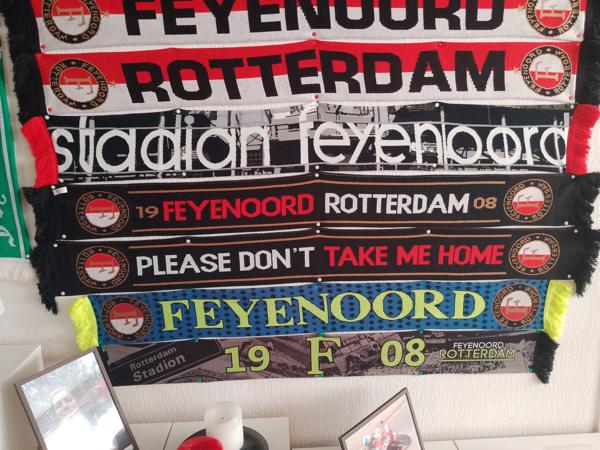 FEYENOORD
ROTTERDAM
stadion feyenoord
19 FEYENOORD ROTTERDAM 08
PLEASE DON'T TAKE ME HOME
FEYENOORD
Rotterdam Stadion
19 F 08
FEYENOORD
ROTTERDAM